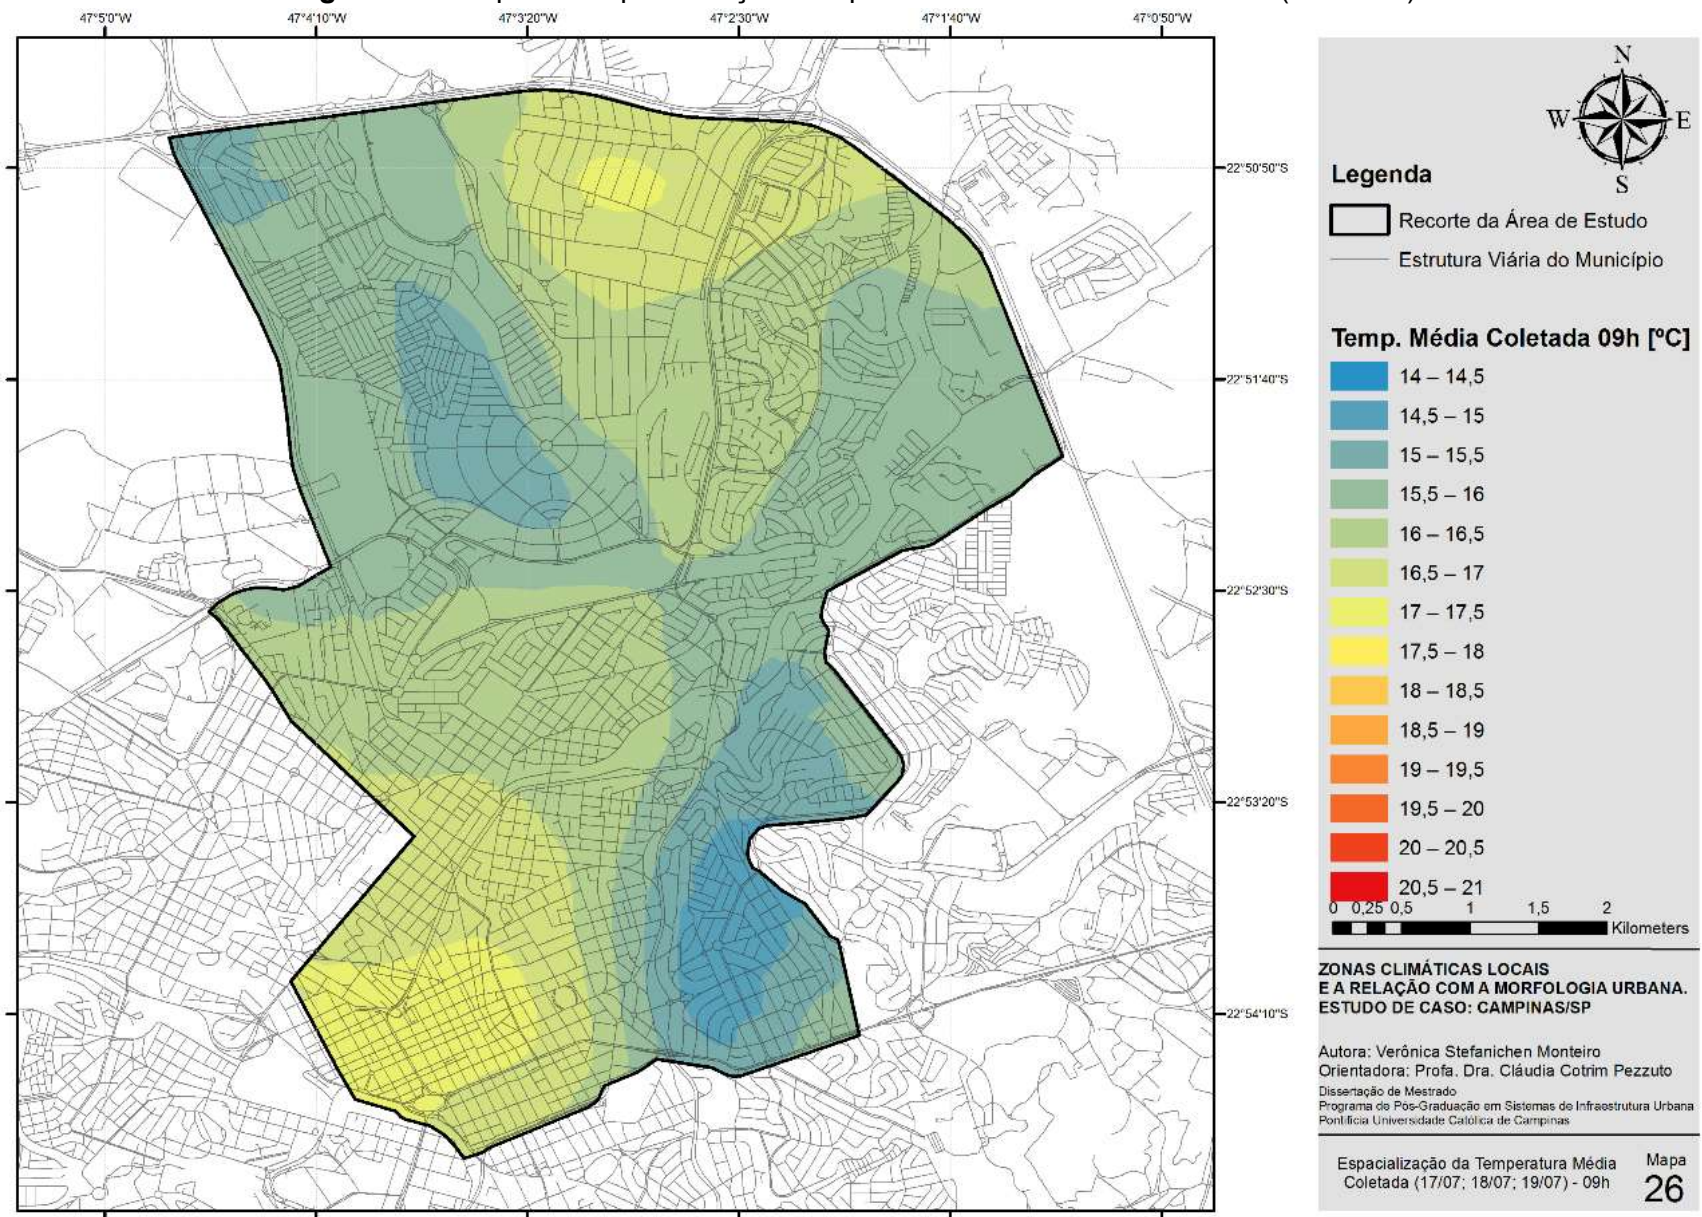 47°5'0"W
47°4'10"W
47°3'20"W
47°2'30"W
47°1'40"W
47°0'50"W
22°50'50"S
22°51'40"S
22°52'30"S
22°53'20"S
22°54'10"S
N
W
E
S
Legenda
Recorte da Área de Estudo
Estrutura Viária do Município
Temp. Média Coletada 09h [ºC]
14 – 14,5
14,5 – 15
15 – 15,5
15,5 – 16
16 – 16,5
16,5 – 17
17 – 17,5
17,5 – 18
18 – 18,5
18,5 – 19
19 – 19,5
19,5 – 20
20 – 20,5
20,5 – 21
0 0,25 0,5 1 1,5 2
Kilometers
ZONAS CLIMÁTICAS LOCAIS
E A RELAÇÃO COM A MORFOLOGIA URBANA.
ESTUDO DE CASO: CAMPINAS/SP
Autora: Verônica Stefanichen Monteiro
Orientadora: Profa. Dra. Cláudia Cotrim Pezzuto
Dissertação de Mestrado
Programa de Pós-Graduação em Sistemas de Infraestrutura Urbana
Pontifícia Universidade Católica de Campinas
Espacialização da Temperatura Média
Coletada (17/07; 18/07; 19/07) - 09h
Mapa
26